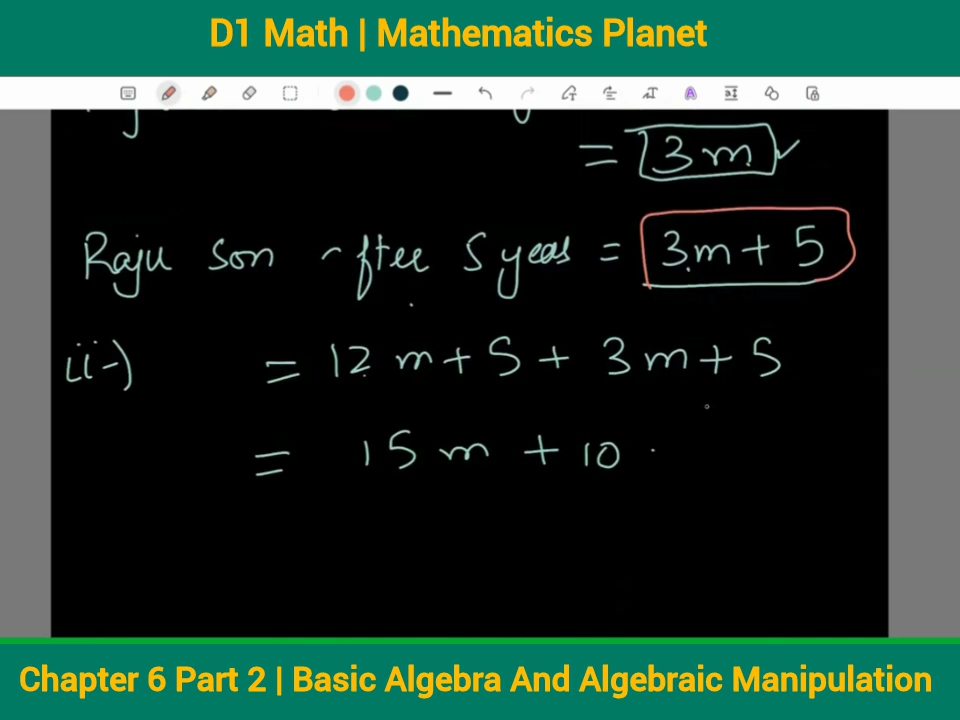 D1 Math | Mathematics Planet
= 3m
Raju son after 5 years = 3m + 5
ii-) = 12m + 5 + 3m + 5
= 15m + 10
Chapter 6 Part 2 | Basic Algebra And Algebraic Manipulation